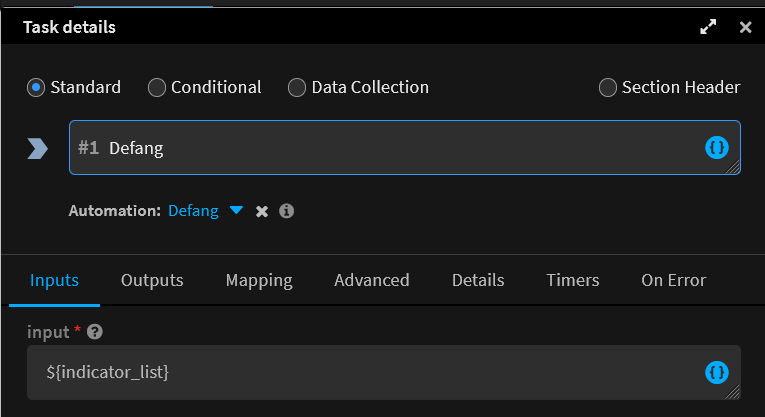 Task details
Standard Conditional Data Collection Section Header
#1 Defang
Automation: Defang
Inputs Outputs Mapping Advanced Details Timers On Error
input *
${indicator_list}